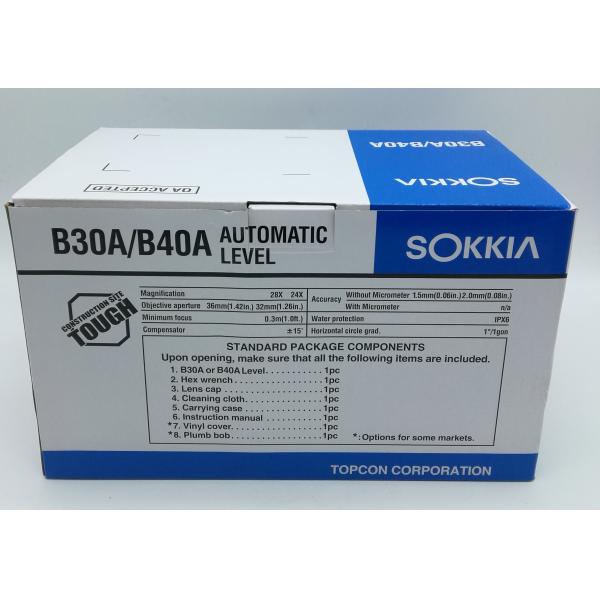 B30A/B40A
SOKKIA
QA ACCEPTED
B30A/B40A AUTOMATIC LEVEL
SOKKIA
CONSTRUCTION SITE
TOUGH
Magnification 28X 24X
Objective aperture 36mm(1.42in.) 32mm(1.26in.)
Minimum focus 0.3m(1.0ft.)
Compensator ±15'
Accuracy Without Micrometer 1.5mm(0.06in.) 2.0mm(0.08in.)
With Micrometer n/a
Water protection IPX6
Horizontal circle grad. 1°/1gon
STANDARD PACKAGE COMPONENTS
Upon opening, make sure that all the following items are included.
1. B30A or B40A Level..........1pc
2. Hex wrench...............1pc
3. Lens cap.................1pc
4. Cleaning cloth.............1pc
5. Carrying case.............1pc
6. Instruction manual.........1pc
*7. Vinyl cover................1pc
*8. Plumb bob................1pc
*:Options for some markets.
TOPCON CORPORATION